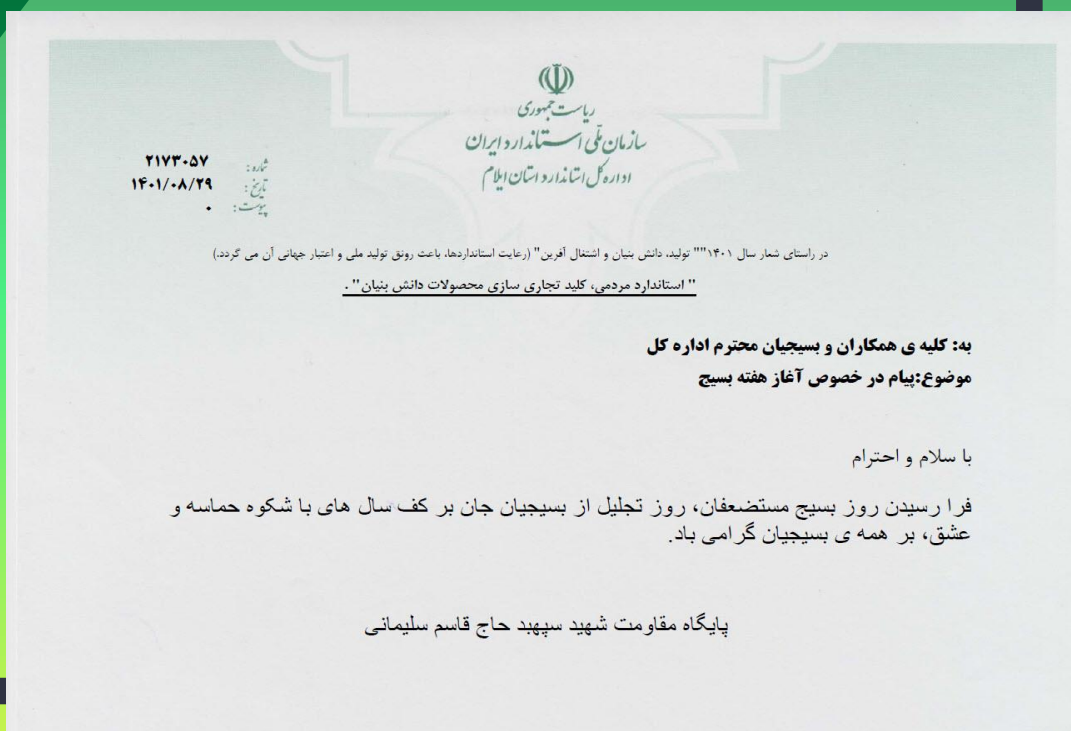 ریاست جمهوری
سازمان ملّی استاندارد ایران
اداره کل استاندارد استان ایلام
شماره: ۲۱۷۳۰۵۷
تاریخ: ۱۴۰۱/۰۸/۲۹
پیوست: ۰
در راستای شعار سال ۱۴۰۱"" تولید، دانش بنیان و اشتغال آفرین" (رعایت استانداردها، باعث رونق تولید ملی و اعتبار جهانی آن می گردد.)
" استاندارد مردمی، کلید تجاری سازی محصولات دانش بنیان" .
به: کلیه ی همکاران و بسیجیان محترم اداره کل
موضوع:پیام در خصوص آغاز هفته بسیج
با سلام و احترام
فرا رسیدن روز بسیج مستضعفان، روز تجلیل از بسیجیان جان بر کف سال های با شکوه حماسه و
عشق، بر همه ی بسیجیان گرامی باد.
پایگاه مقاومت شهید سپهبد حاج قاسم سلیمانی